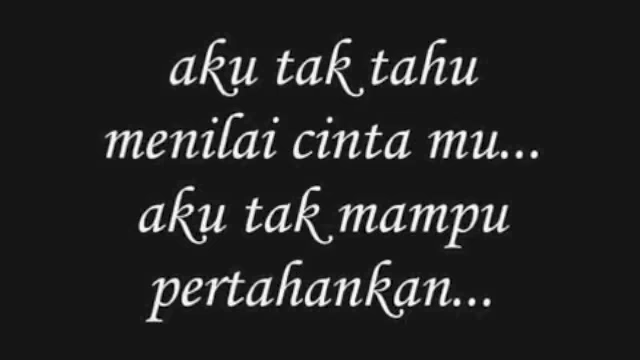 aku tak tahu
menilai cinta mu...
aku tak mampu
pertahankan...